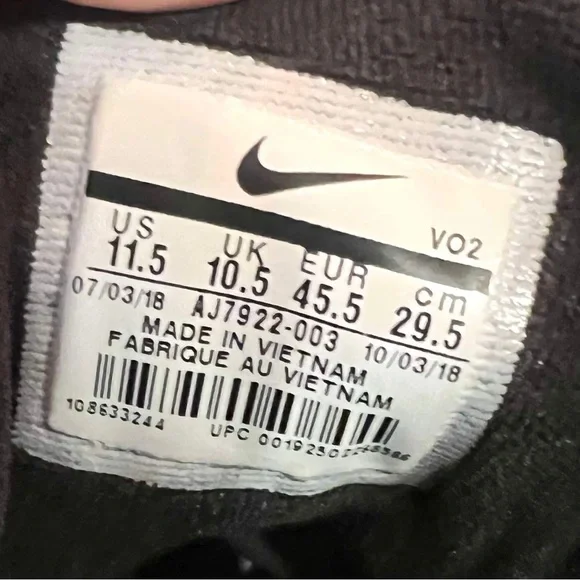 VO2
US UK EUR cm
11.5 10.5 45.5 29.5
07/03/18 AJ7922-003 10/03/18
MADE IN VIETNAM
FABRIQUE AU VIETNAM
108633244
UPC